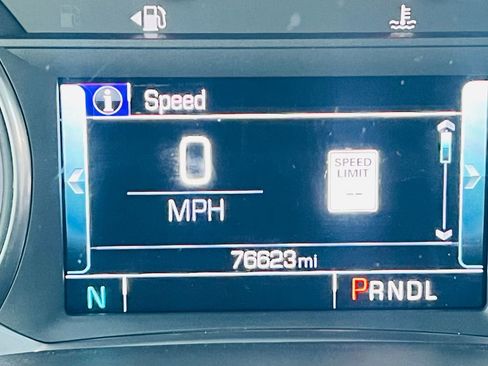 Speed
0
MPH
SPEED
LIMIT
--
76623mi
N
PRNDL